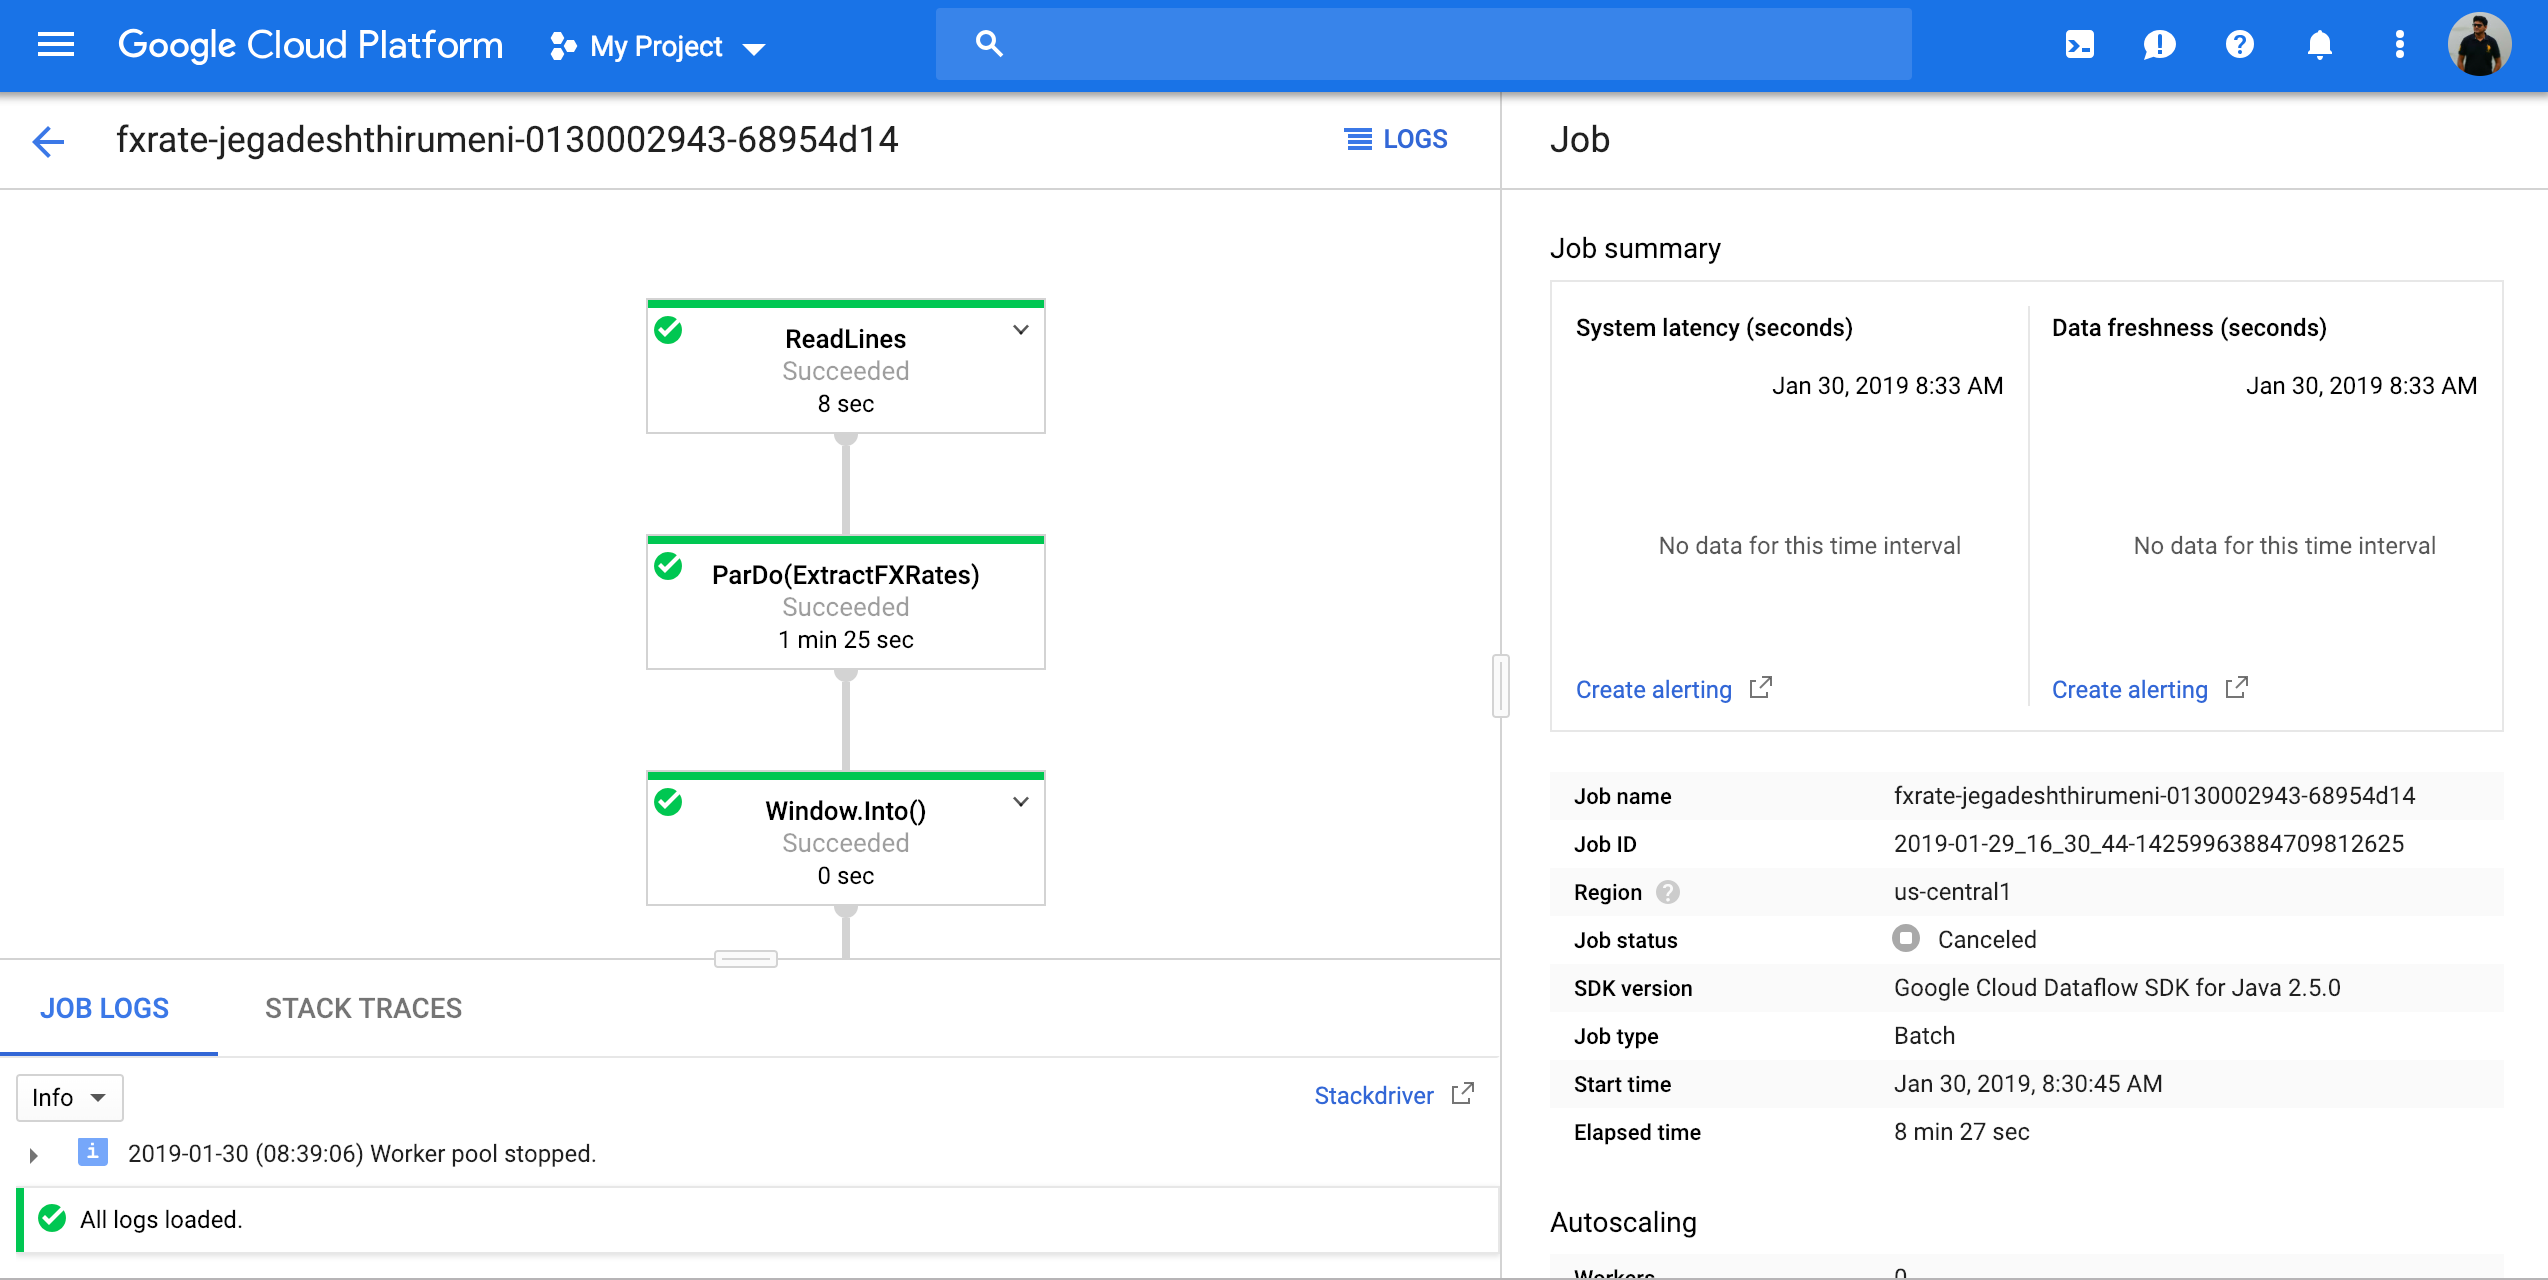 Google Cloud Platform
My Project
fxrate-jegadeshthirumeni-0130002943-68954d14
LOGS
ReadLines
Succeeded
8 sec
ParDo(ExtractFXRates)
Succeeded
1 min 25 sec
Window.Into()
Succeeded
0 sec
JOB LOGS
STACK TRACES
Info
Stackdriver
i
2019-01-30 (08:39:06) Worker pool stopped.
All logs loaded.
Job
Job summary
System latency (seconds)
Jan 30, 2019 8:33 AM
No data for this time interval
Create alerting
Data freshness (seconds)
Jan 30, 2019 8:33 AM
No data for this time interval
Create alerting
Job name fxrate-jegadeshthirumeni-0130002943-68954d14
Job ID 2019-01-29_16_30_44-14259963884709812625
Region ? us-central1
Job status Canceled
SDK version Google Cloud Dataflow SDK for Java 2.5.0
Job type Batch
Start time Jan 30, 2019, 8:30:45 AM
Elapsed time 8 min 27 sec
Autoscaling
Workers 0